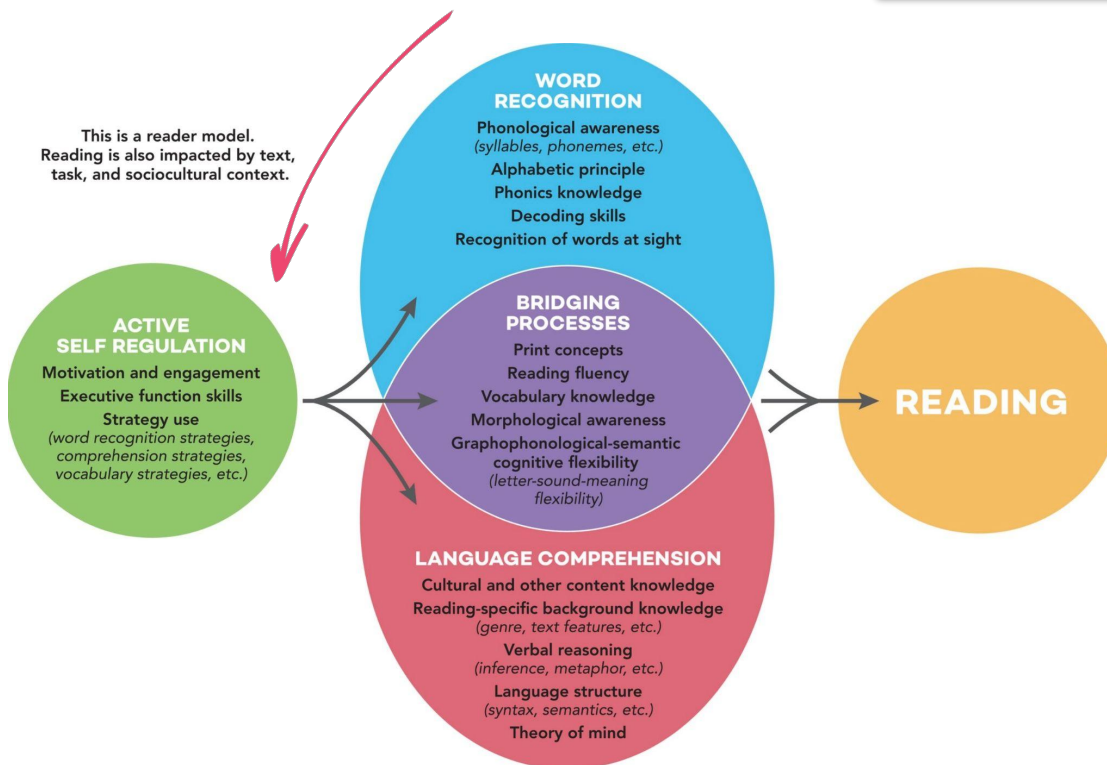 This is a reader model.
Reading is also impacted by text,
task, and sociocultural context.
ACTIVE
SELF REGULATION
Motivation and engagement
Executive function skills
Strategy use
(word recognition strategies,
comprehension strategies,
vocabulary strategies, etc.)
WORD
RECOGNITION
Phonological awareness
(syllables, phonemes, etc.)
Alphabetic principle
Phonics knowledge
Decoding skills
Recognition of words at sight
BRIDGING
PROCESSES
Print concepts
Reading fluency
Vocabulary knowledge
Morphological awareness
Graphophonological-semantic
cognitive flexibility
(letter-sound-meaning
flexibility)
LANGUAGE COMPREHENSION
Cultural and other content knowledge
Reading-specific background knowledge
(genre, text features, etc.)
Verbal reasoning
(inference, metaphor, etc.)
Language structure
(syntax, semantics, etc.)
Theory of mind
READING